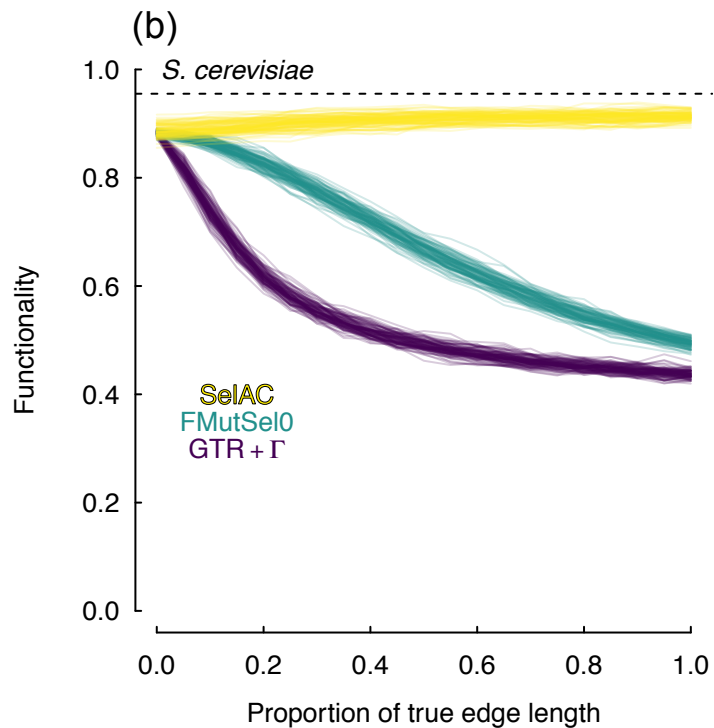 (b)
S. cerevisiae
1.0
0.8
0.6
0.4
0.2
0.0
Functionality
SelAC
FMutSel0
GTR + Γ
0.0 0.2 0.4 0.6 0.8 1.0
Proportion of true edge length